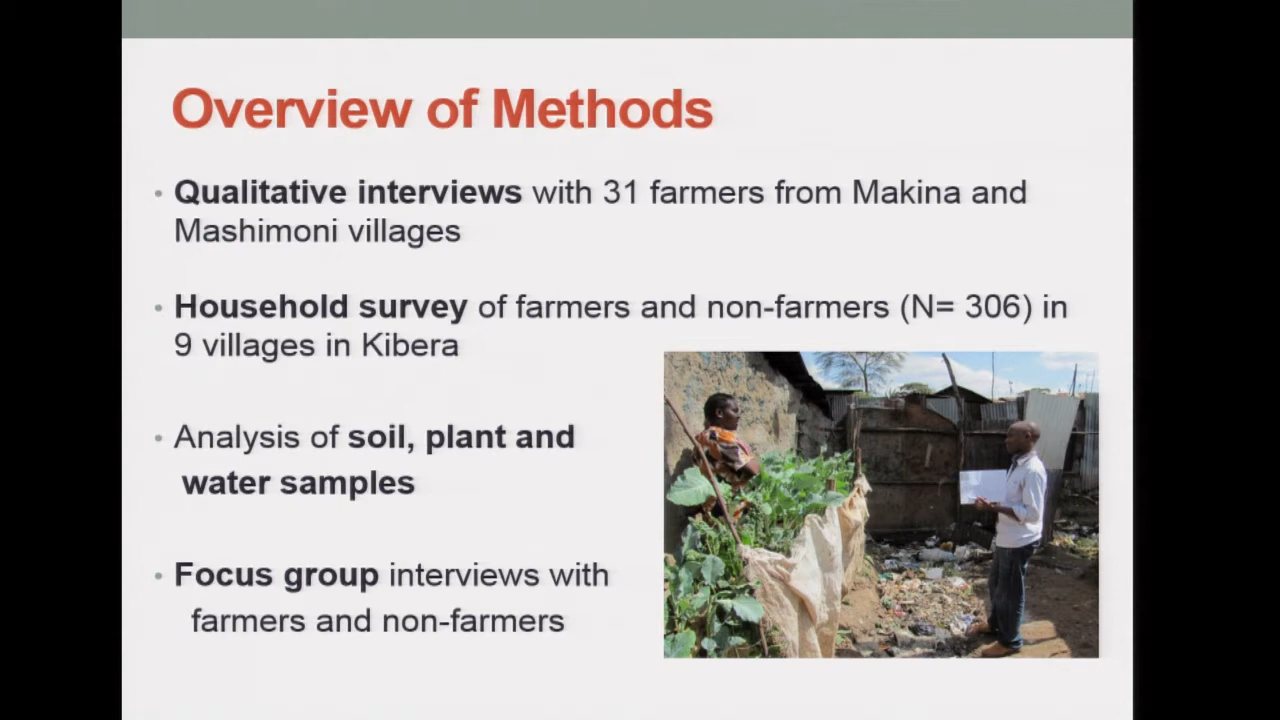 Overview of Methods
• Qualitative interviews with 31 farmers from Makina and
Mashimoni villages
• Household survey of farmers and non-farmers (N= 306) in
9 villages in Kibera
• Analysis of soil, plant and
water samples
• Focus group interviews with
farmers and non-farmers